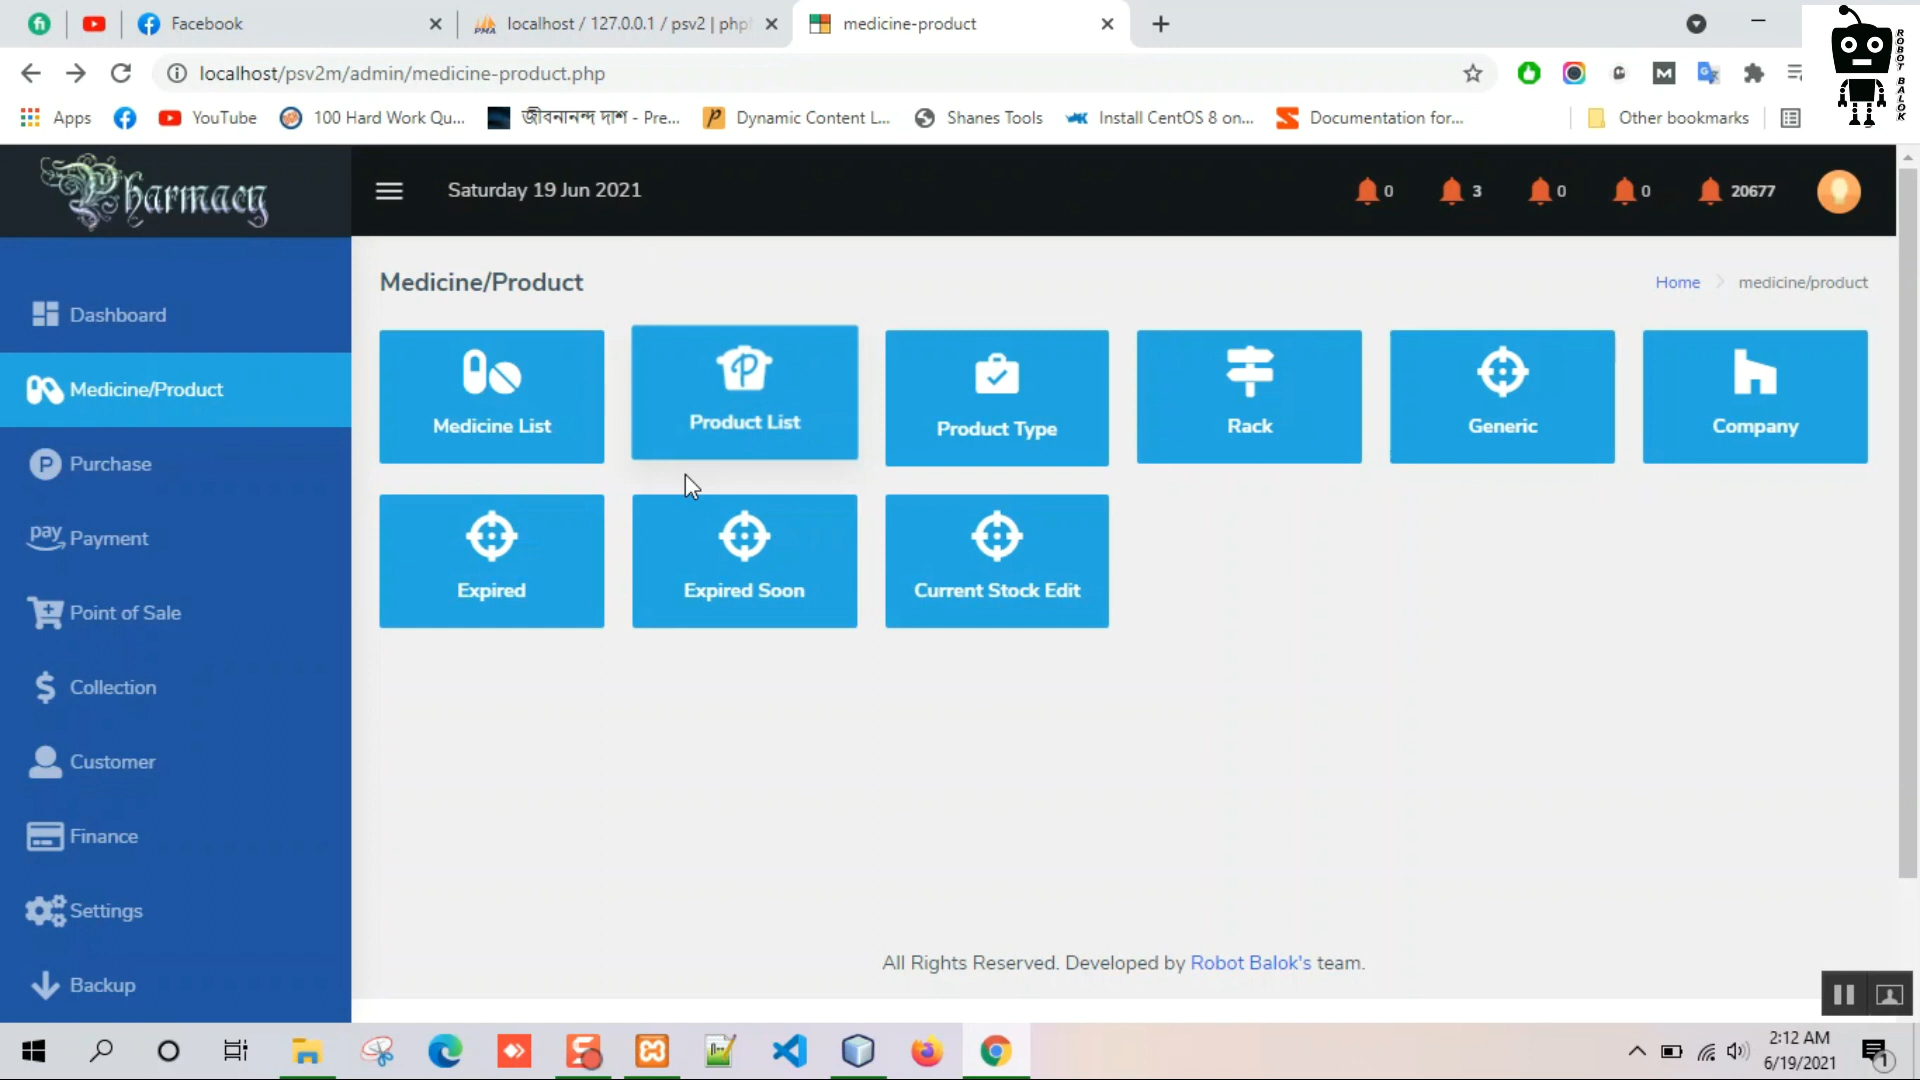 Facebook
localhost / 127.0.0.1 / psv2 | php
medicine-product
localhost/psv2m/admin/medicine-product.php
Apps
YouTube
100 Hard Work Qu...
জীবনানন্দ দাশ - Pre...
Dynamic Content L...
Shanes Tools
Install CentOS 8 on...
Documentation for...
Other bookmarks
ROBOT BALOK
Pharmacy
Saturday 19 Jun 2021
0
3
0
0
20677
Medicine/Product
Home
medicine/product
Dashboard
Medicine/Product
Purchase
pay
Payment
Point of Sale
Collection
Customer
Finance
Settings
Backup
Medicine List
Product List
Product Type
Rack
Generic
Company
Expired
Expired Soon
Current Stock Edit
All Rights Reserved. Developed by Robot Balok's team.
2:12 AM
6/19/2021
1